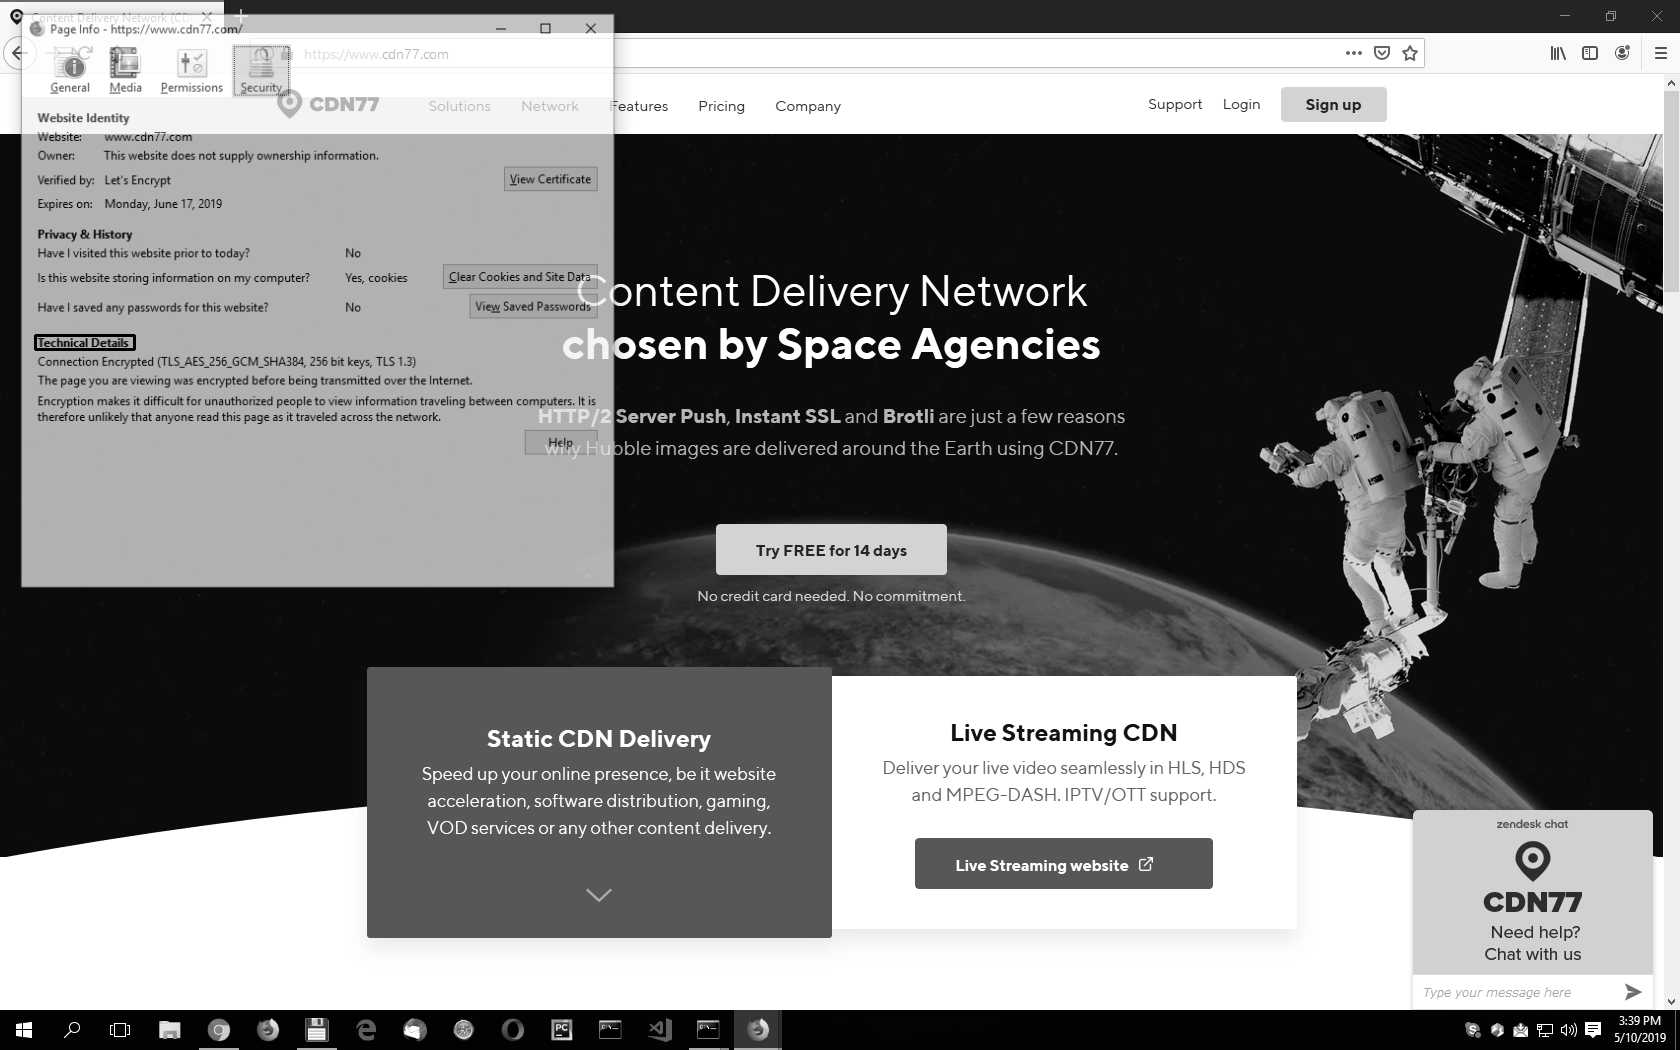 Content Delivery Network (CDN
Page Info - https://www.cdn77.com/
https://www.cdn77.com
General
Media
Permissions
Security
CDN77
Solutions
Network
Features
Pricing
Company
Support
Login
Sign up
Website Identity
Website: www.cdn77.com
Owner: This website does not supply ownership information.
Verified by: Let's Encrypt
View Certificate
Expires on: Monday, June 17, 2019
Privacy & History
Have I visited this website prior to today? No
Is this website storing information on my computer? Yes, cookies
Clear Cookies and Site Data
Have I saved any passwords for this website? No
View Saved Passwords
Technical Details
Connection Encrypted (TLS_AES_256_GCM_SHA384, 256 bit keys, TLS 1.3)
The page you are viewing was encrypted before being transmitted over the Internet.
Encryption makes it difficult for unauthorized people to view information traveling between computers. It is
therefore unlikely that anyone read this page as it traveled across the network.
Help
Content Delivery Network
chosen by Space Agencies
HTTP/2 Server Push, Instant SSL and Brotli are just a few reasons
why Hubble images are delivered around the Earth using CDN77.
Try FREE for 14 days
No credit card needed. No commitment.
Static CDN Delivery
Speed up your online presence, be it website
acceleration, software distribution, gaming,
VOD services or any other content delivery.
Live Streaming CDN
Deliver your live video seamlessly in HLS, HDS
and MPEG-DASH. IPTV/OTT support.
Live Streaming website
zendesk chat
CDN77
Need help?
Chat with us
Type your message here
PC
3:39 PM
5/10/2019